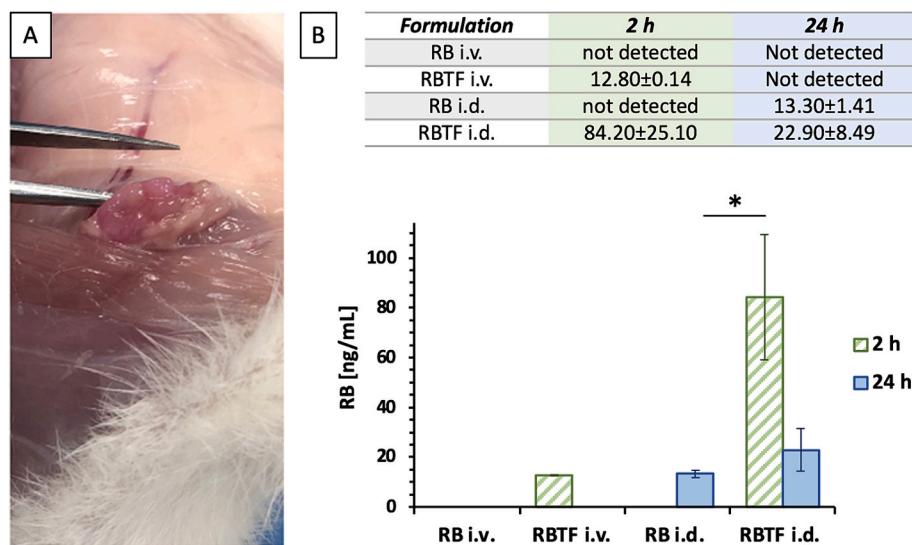 A
B
Formulation 2 h 24 h
RB i.v. not detected Not detected
RBTF i.v. 12.80±0.14 Not detected
RB i.d. not detected 13.30±1.41
RBTF i.d. 84.20±25.10 22.90±8.49
*
RB [ng/mL]
100
80
60
40
20
0
2 h
24 h
RB i.v. RBTF i.v. RB i.d. RBTF i.d.